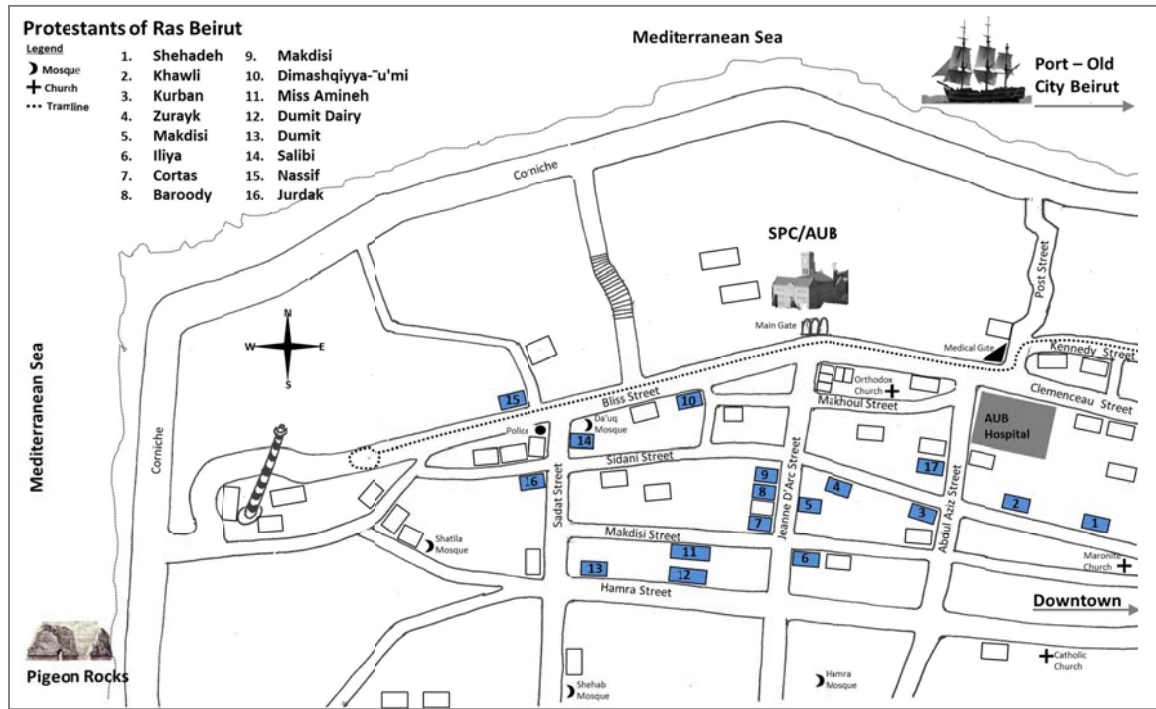 Protestants of Ras Beirut
Legend
Mosque
Church
Tramline
1. Shehadeh
2. Khawli
3. Kurban
4. Zurayk
5. Makdisi
6. Iliya
7. Cortas
8. Baroody
9. Makdisi
10. Dimashqiyya-Tu'mi
11. Miss Amineh
12. Dumit Dairy
13. Dumit
14. Salibi
15. Nassif
16. Jurdak
Mediterranean Sea
Port – Old
City Beirut
Corniche
SPC/AUB
Main Gate
Post Street
Medical Gate
Kennedy Street
N
W E
S
Mediterranean Sea
Corniche
Orthodox
Church
Makhoul Street
Clemenceau Street
15
Bliss Street
10
Police
Da'uq
Mosque
14
Sidani Street
AUB
Hospital
16
Sadat Street
9
8
7
Jeanne D'Arc Street
4
5
17
3
Abdul Aziz Street
2
1
Shatila
Mosque
Makdisi Street
11
13
12
6
Maronite
Church
Hamra Street
Downtown
Pigeon Rocks
Shehab
Mosque
Hamra
Mosque
Catholic
Church